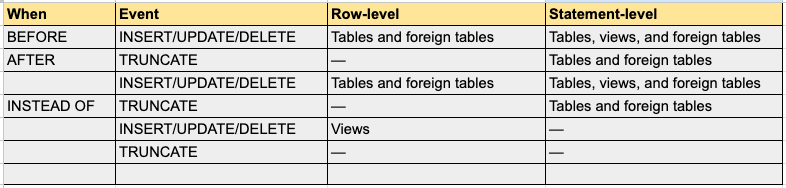 When Event Row-level Statement-level
BEFORE INSERT/UPDATE/DELETE Tables and foreign tables Tables, views, and foreign tables
AFTER TRUNCATE — Tables and foreign tables
INSERT/UPDATE/DELETE Tables and foreign tables Tables, views, and foreign tables
INSTEAD OF TRUNCATE — Tables and foreign tables
INSERT/UPDATE/DELETE Views —
TRUNCATE — —